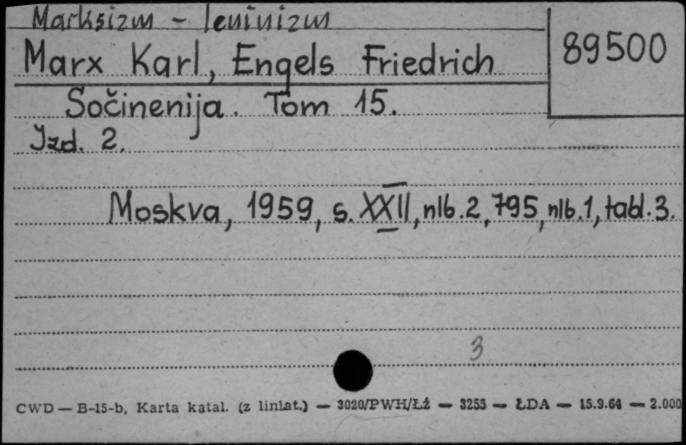 Marksizm - leninizm
89500
Marx Karl, Engels Friedrich
Sočinenija. Tom 15.
Izd. 2.
Moskva, 1959, s. XXII, nlb. 2, 795, nlb. 1, tabl. 3.
3
CWD — B-15-b, Karta katal. (z liniat.) — 3020/PWH/Łż — 3255 — ŁDA — 15.9.64 — 2.000